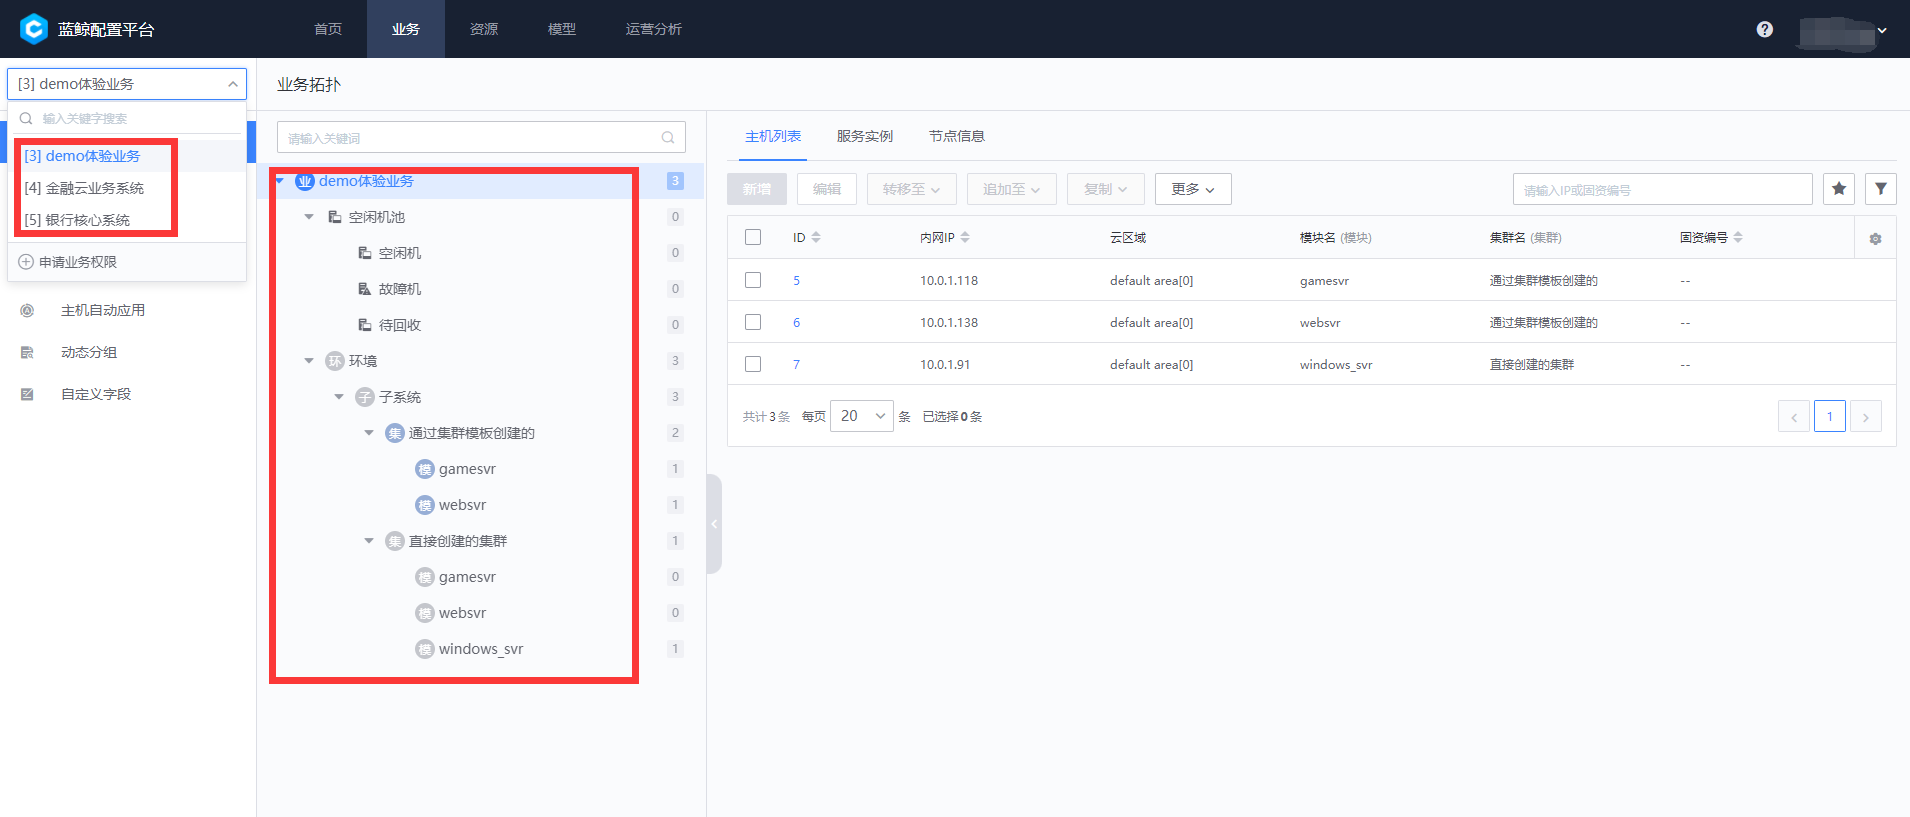 蓝鲸配置平台
首页 业务 资源 模型 运营分析
[3] demo体验业务
输入关键字搜索
[3] demo体验业务
[4] 金融云业务系统
[5] 银行核心系统
申请业务权限
主机自动应用
动态分组
自定义字段
业务拓扑
请输入关键词
业 demo体验业务 3
空闲机池 0
空闲机 0
故障机 0
待回收 0
环 环境 3
子 子系统 3
集 通过集群模板创建的 2
模 gamesvr 1
模 websvr 1
集 直接创建的集群 1
模 gamesvr 0
模 websvr 0
模 windows_svr 1
主机列表 服务实例 节点信息
新增 编辑 转移至 追加至 复制 更多 请输入IP或固资编号
ID 内网IP 云区域 模块名 (模块) 集群名 (集群) 固资编号
5 10.0.1.118 default area[0] gamesvr 通过集群模板创建的 --
6 10.0.1.138 default area[0] websvr 通过集群模板创建的 --
7 10.0.1.91 default area[0] windows_svr 直接创建的集群 --
共计 3 条 每页 20 条 已选择 0 条 1